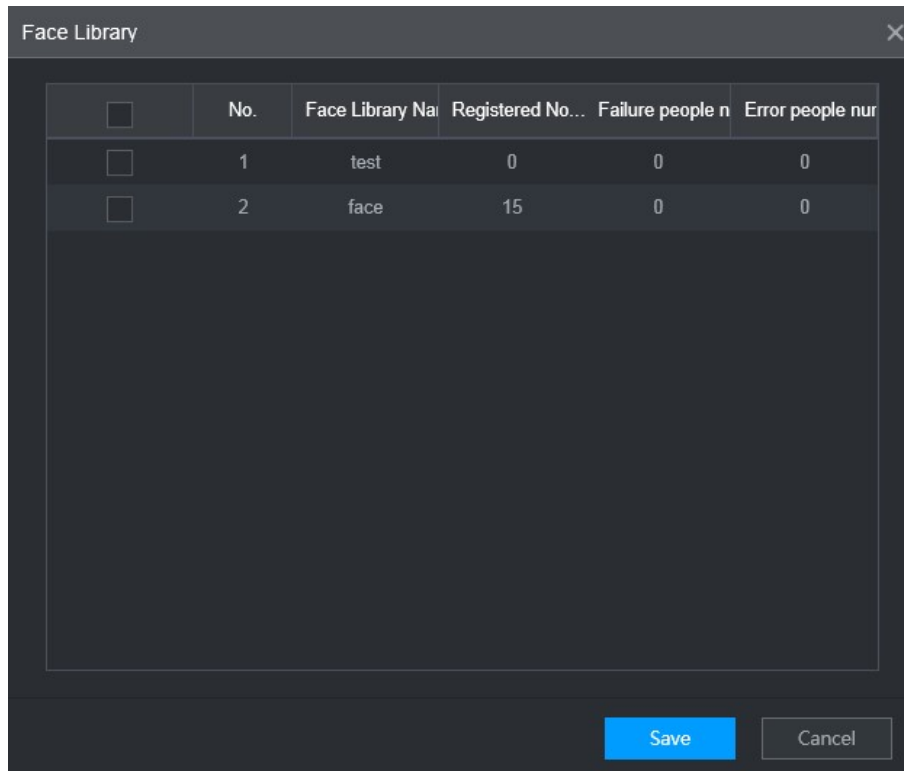 Face Library
No. Face Library Nar Registered No... Failure people n Error people nur
1 test 0 0 0
2 face 15 0 0
Save Cancel